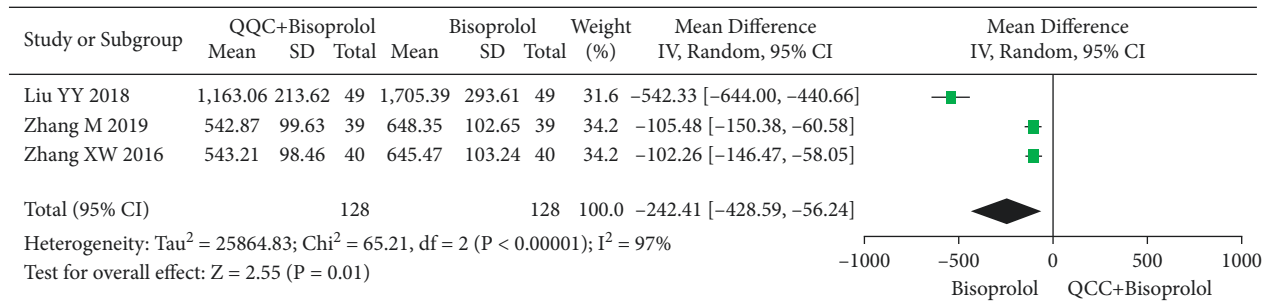 Study or Subgroup QQC+Bisoprolol Bisoprolol Weight (%) Mean Difference IV, Random, 95% CI Mean Difference IV, Random, 95% CI
Mean SD Total Mean SD Total
Liu YY 2018 1,163.06 213.62 49 1,705.39 293.61 49 31.6 −542.33 [−644.00, −440.66]
Zhang M 2019 542.87 99.63 39 648.35 102.65 39 34.2 −105.48 [−150.38, −60.58]
Zhang XW 2016 543.21 98.46 40 645.47 103.24 40 34.2 −102.26 [−146.47, −58.05]
Total (95% CI) 128 128 100.0 −242.41 [−428.59, −56.24]
Heterogeneity: Tau² = 25864.83; Chi² = 65.21, df = 2 (P < 0.00001); I² = 97%
Test for overall effect: Z = 2.55 (P = 0.01)
−1000 −500 0 500 1000
Bisoprolol QCC+Bisoprolol